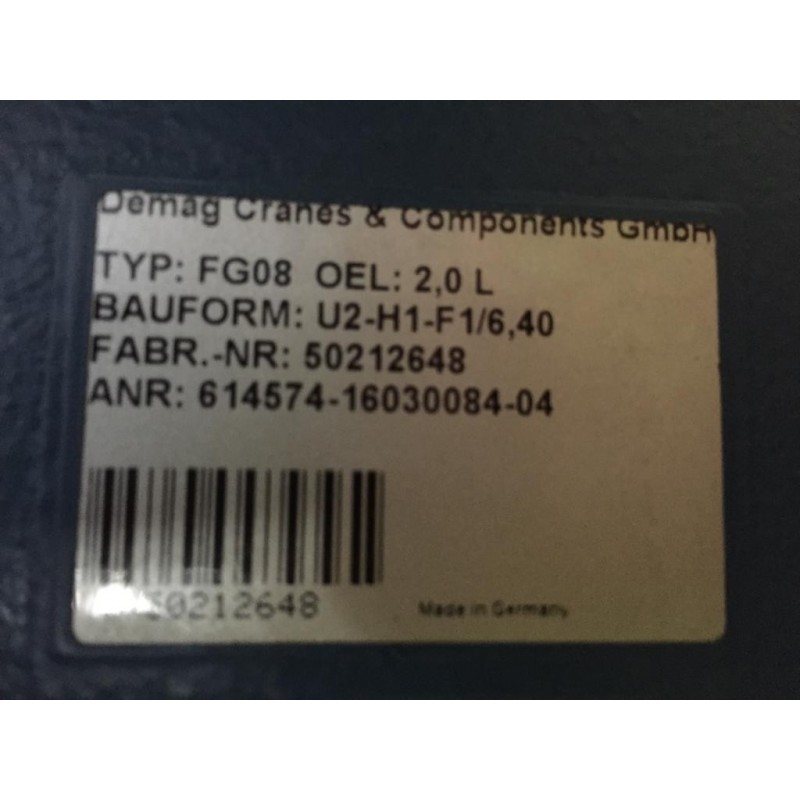 Demag Cranes & Components GmbH
TYP: FG08 OEL: 2,0 L
BAUFORM: U2-H1-F1/6,40
FABR.-NR: 50212648
ANR: 614574-16030084-04
50212648
Made in Germany